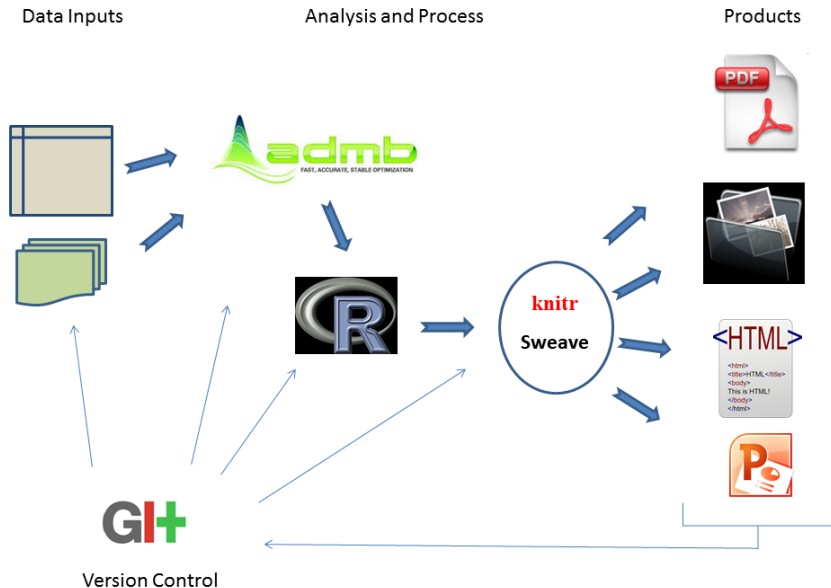 Data Inputs
Analysis and Process
Products
PDF
admb
FAST, ACCURATE, STABLE OPTIMIZATION
R
knitr
Sweave
<HTML>
<html>
<title>HTML</title>
<body>
This is HTML!
</body>
</html>
P
GIt
Version Control